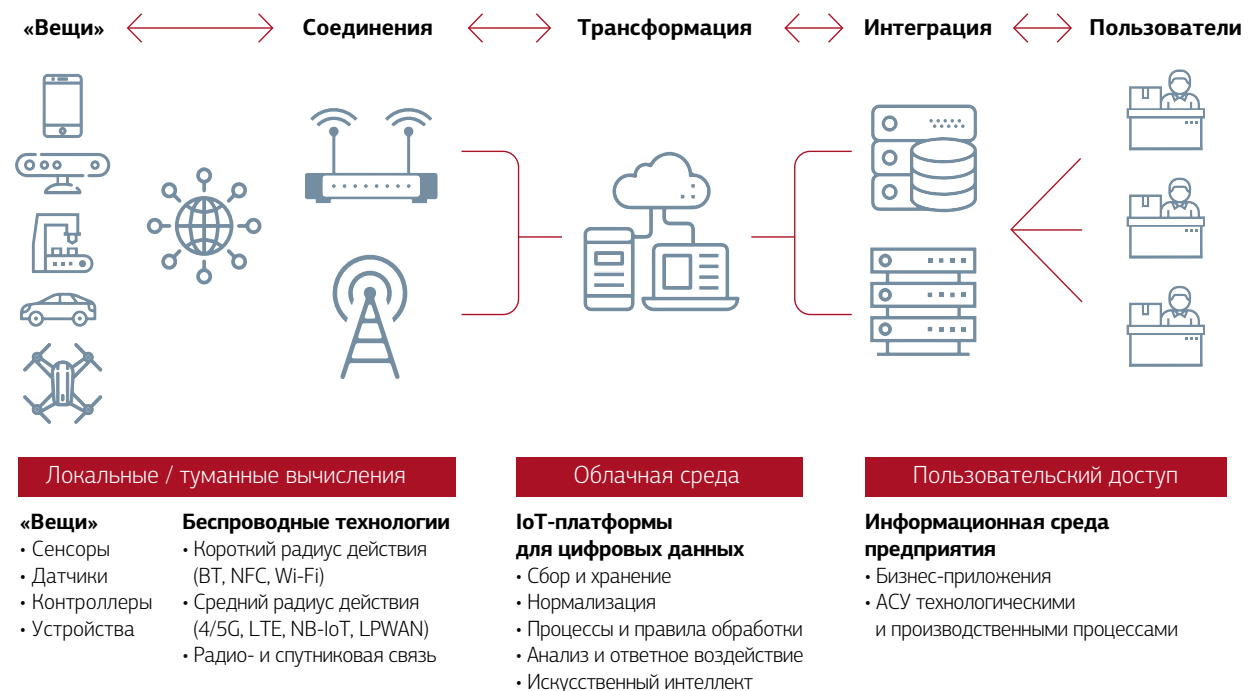 «Вещи»
Соединения
Трансформация
Интеграция
Пользователи
Локальные / туманные вычисления
«Вещи»
• Сенсоры
• Датчики
• Контроллеры
• Устройства
Беспроводные технологии
• Короткий радиус действия
(BT, NFC, Wi-Fi)
• Средний радиус действия
(4/5G, LTE, NB-IoT, LPWAN)
• Радио- и спутниковая связь
Облачная среда
IoT-платформы
для цифровых данных
• Сбор и хранение
• Нормализация
• Процессы и правила обработки
• Анализ и ответное воздействие
• Искусственный интеллект
Пользовательский доступ
Информационная среда
предприятия
• Бизнес-приложения
• АСУ технологическими
и производственными процессами